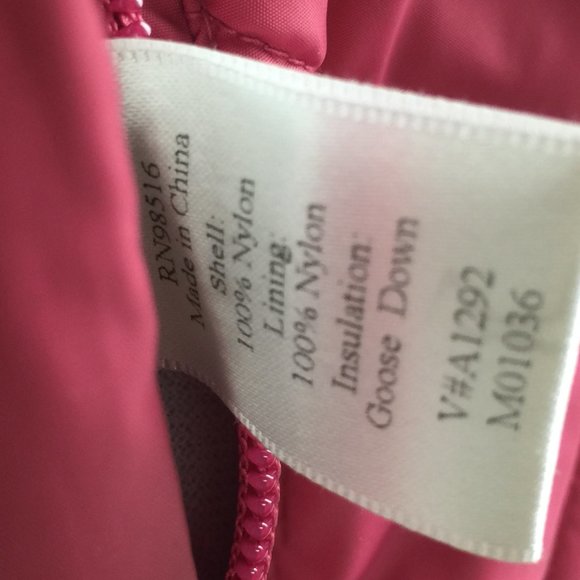 RN98516
Made in China
Shell:
100% Nylon
Lining:
100% Nylon
Insulation:
Goose Down
V#A1292
M01036